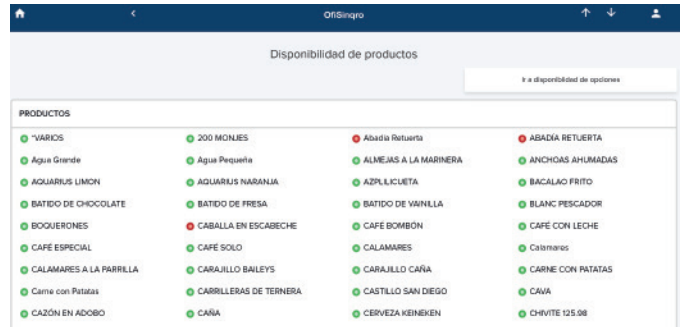 OfiSinqro
Disponibilidad de productos
Ir a disponibilidad de opciones
PRODUCTOS
*VARIOS 200 MONJES Abadia Retuerta ABADÍA RETUERTA
Agua Grande Agua Pequeña ALMEJAS A LA MARINERA ANCHOAS AHUMADAS
AQUARIUS LIMON AQUARIUS NARANJA AZPILICUETA BACALAO FRITO
BATIDO DE CHOCOLATE BATIDO DE FRESA BATIDO DE VAINILLA BLANC PESCADOR
BOQUERONES CABALLA EN ESCABECHE CAFÉ BOMBÓN CAFÉ CON LECHE
CAFÉ ESPECIAL CAFÉ SOLO CALAMARES Calamares
CALAMARES A LA PARRILLA CARAJILLO BAILEYS CARAJILLO CAÑA CARNE CON PATATAS
Carne con Patatas CARRILLERAS DE TERNERA CASTILLO SAN DIEGO CAVA
CAZÓN EN ADOBO CAÑA CERVEZA KEINEKEN CHIVITE 125.98